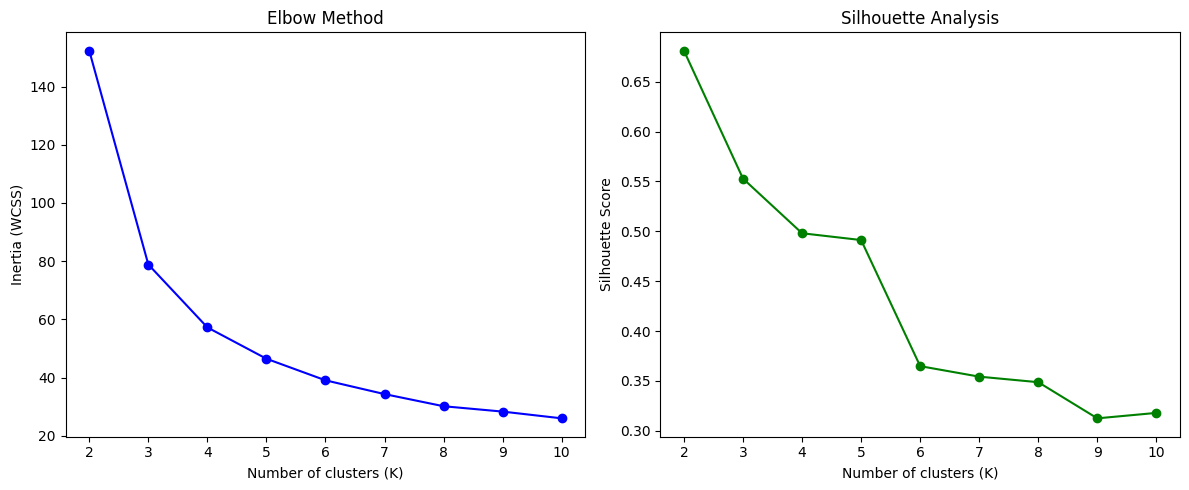 Elbow Method
Inertia (WCSS)
140
120
100
80
60
40
20
2 3 4 5 6 7 8 9 10
Number of clusters (K)
Silhouette Analysis
Silhouette Score
0.65
0.60
0.55
0.50
0.45
0.40
0.35
0.30
2 3 4 5 6 7 8 9 10
Number of clusters (K)